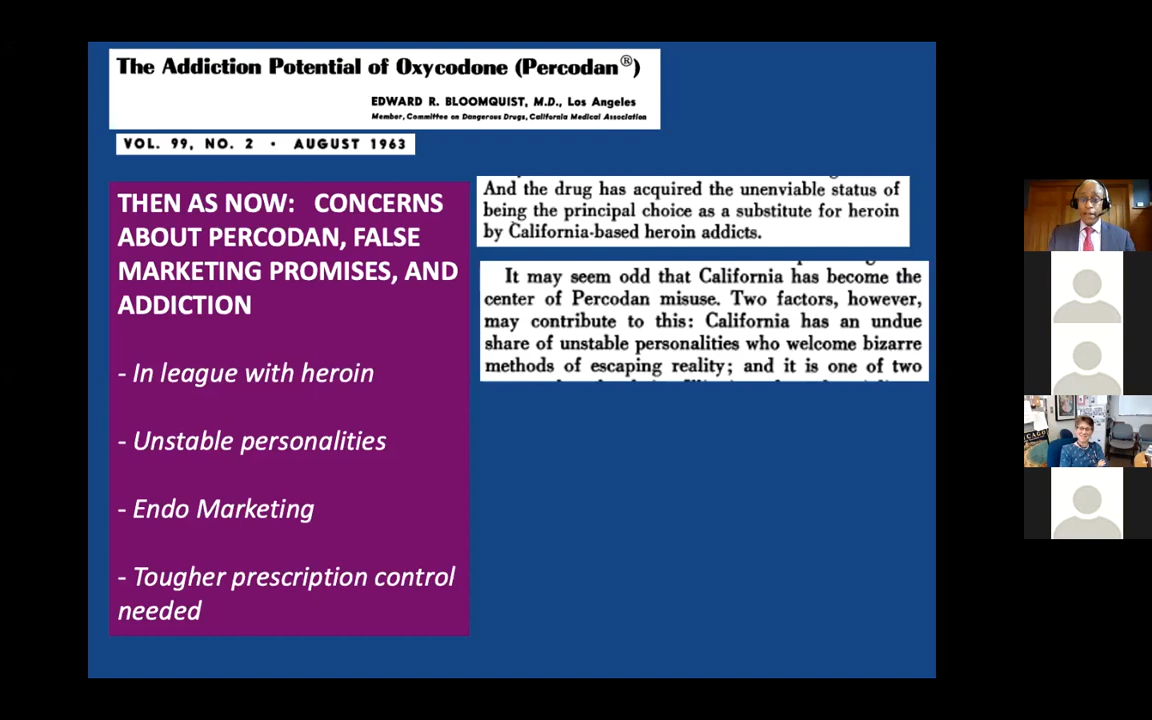 The Addiction Potential of Oxycodone (Percodan®)
EDWARD R. BLOOMQUIST, M.D., Los Angeles
Member, Committee on Dangerous Drugs, California Medical Association
VOL. 99, NO. 2 • AUGUST 1963
THEN AS NOW: CONCERNS
ABOUT PERCODAN, FALSE
MARKETING PROMISES, AND
ADDICTION
- In league with heroin
- Unstable personalities
- Endo Marketing
- Tougher prescription control
needed
And the drug has acquired the unenviable status of
being the principal choice as a substitute for heroin
by California-based heroin addicts.
It may seem odd that California has become the
center of Percodan misuse. Two factors, however,
may contribute to this: California has an undue
share of unstable personalities who welcome bizarre
methods of escaping reality; and it is one of two